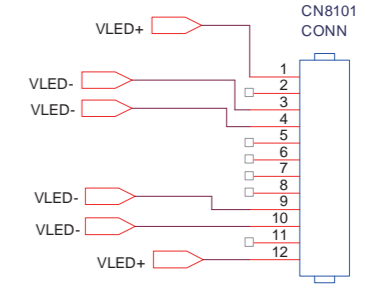 CN8101
CONN
VLED+
1
2
VLED-
3
VLED-
4
5
6
7
8
VLED-
9
VLED-
10
11
VLED+
12